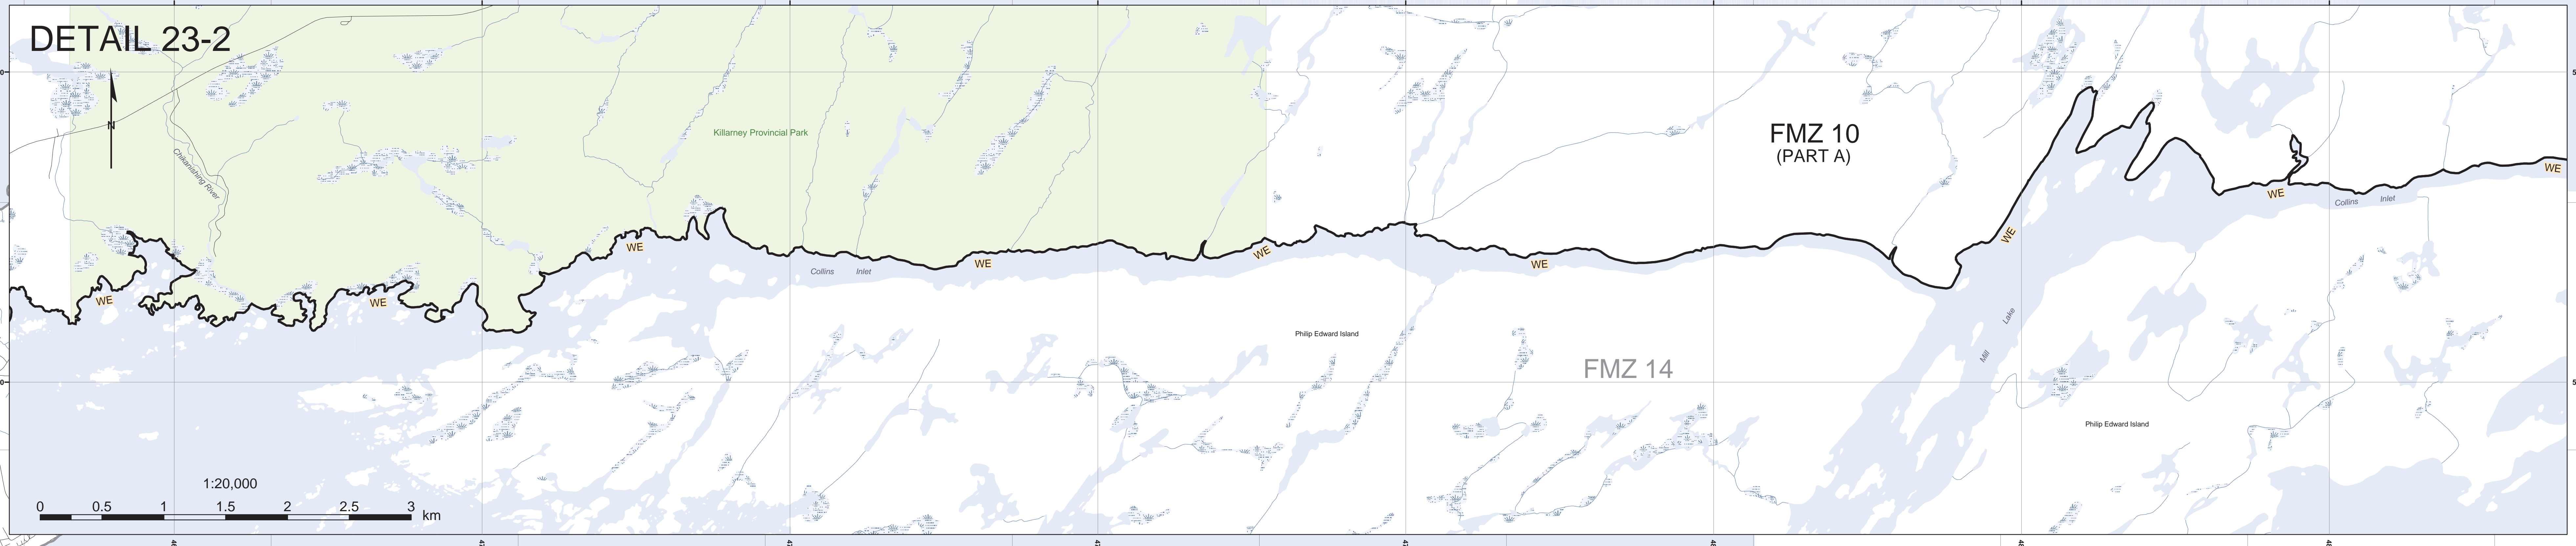 DETAIL 23-2
N
Chikanishing River
Killarney Provincial Park
FMZ 10
(PART A)
WE
WE
WE
WE
WE
WE
WE
WE
WE
Collins Inlet
Collins Inlet
Philip Edward Island
FMZ 14
Mill Lake
Philip Edward Island
1:20,000
0 0.5 1 1.5 2 2.5 3 km